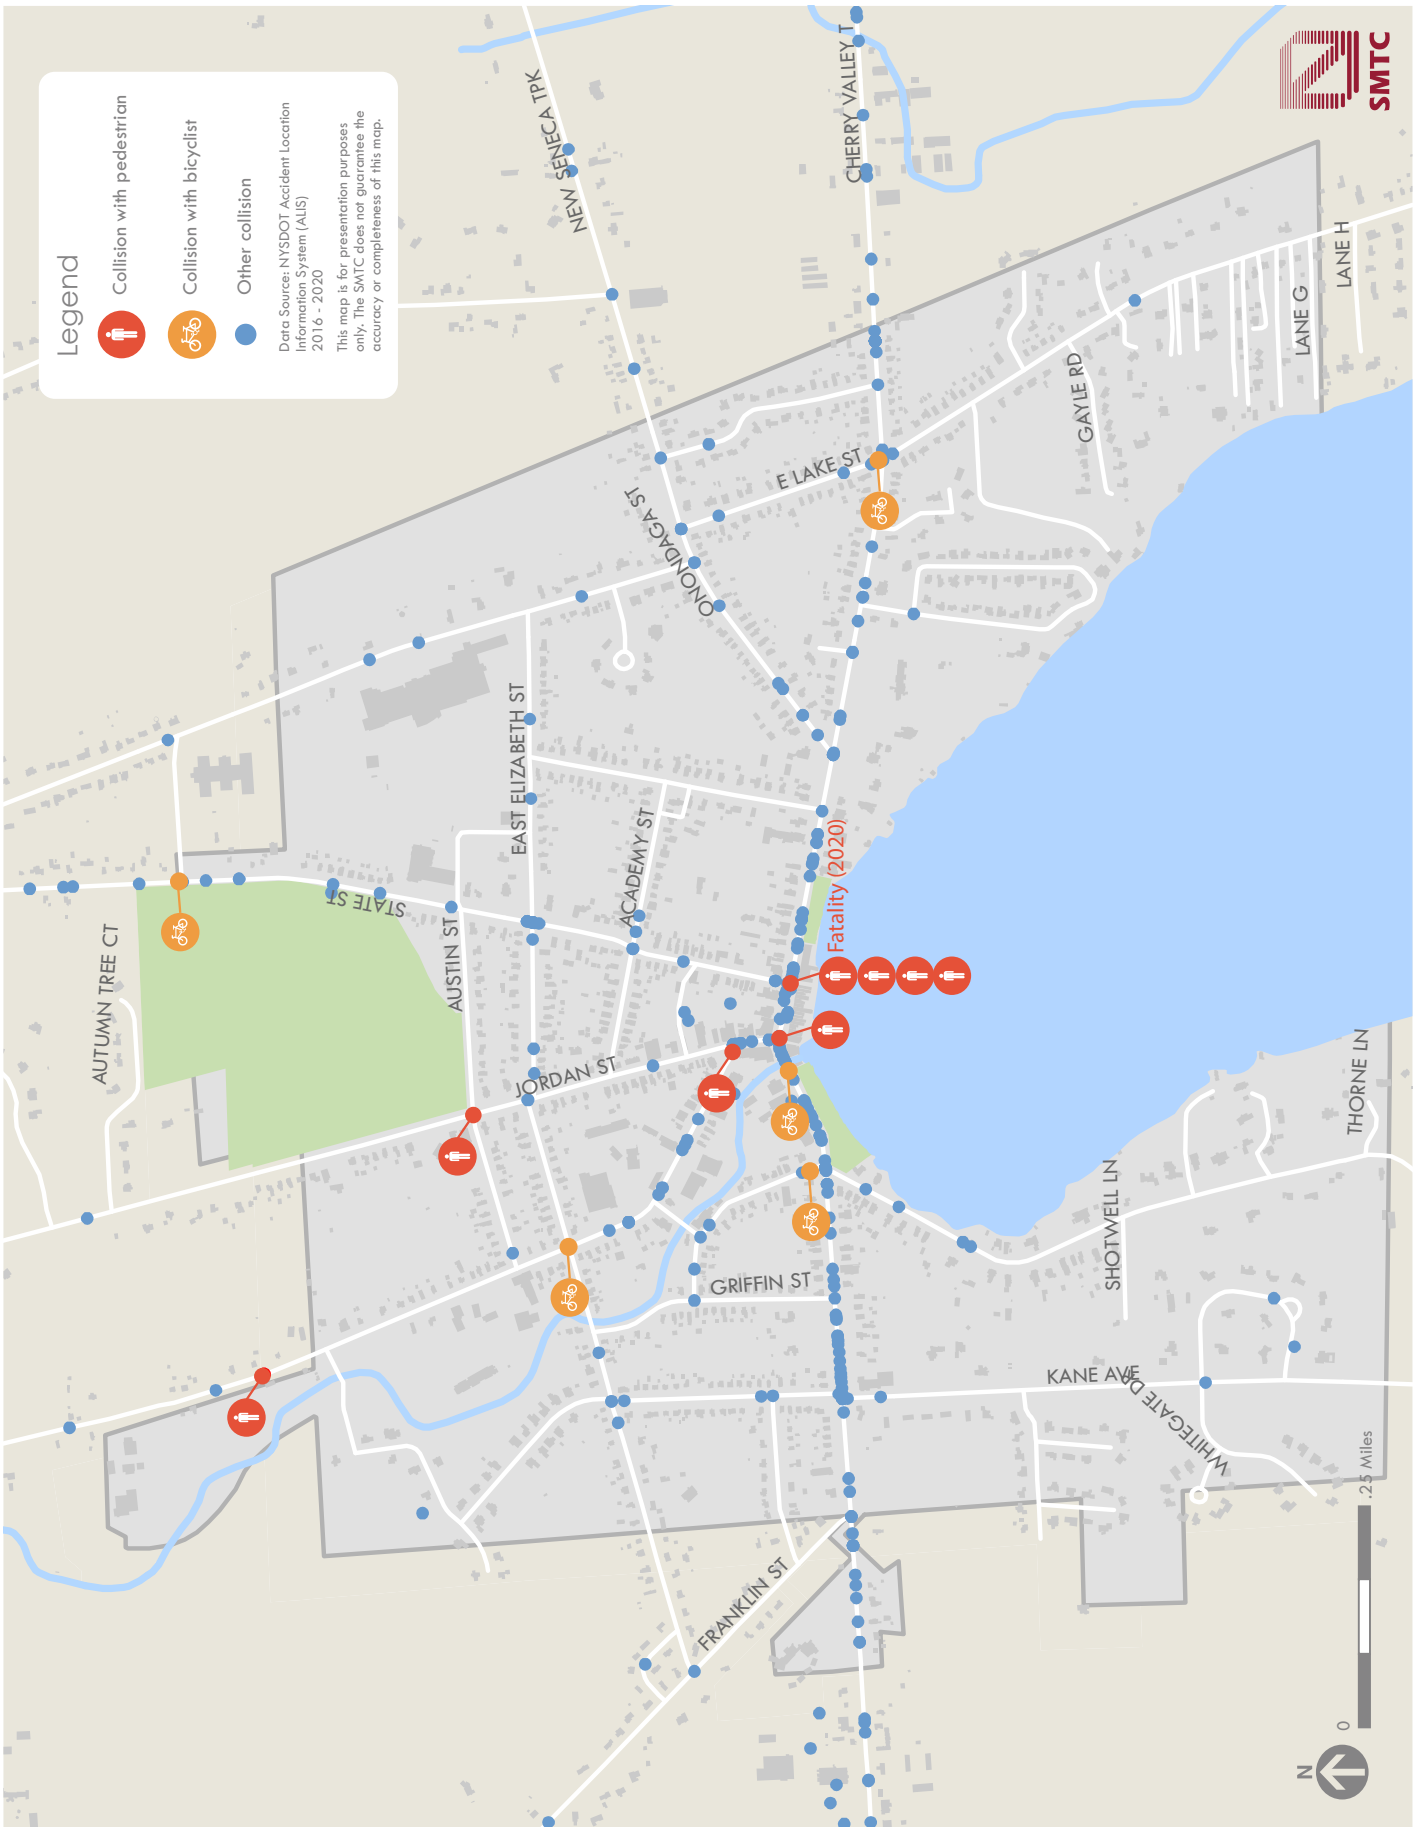 Legend
Collision with pedestrian
Collision with bicyclist
Other collision
Data Source: NYSDOT Accident Location
Information System (ALIS)
2016 - 2020
This map is for presentation purposes
only. The SMTC does not guarantee the
accuracy or completeness of this map.
SMTC
NEW SENECA TPK
CHERRY VALLEY T
LANE H
LANE G
GAYLE RD
E LAKE ST
ONONDAGA ST
EAST ELIZABETH ST
ACADEMY ST
STATE ST
AUSTIN ST
AUTUMN TREE CT
JORDAN ST
Fatality (2020)
THORNE LN
SHOTWELL LN
GRIFFIN ST
KANE AVE
WHITEGATE DR
FRANKLIN ST
N
0
.25 Miles